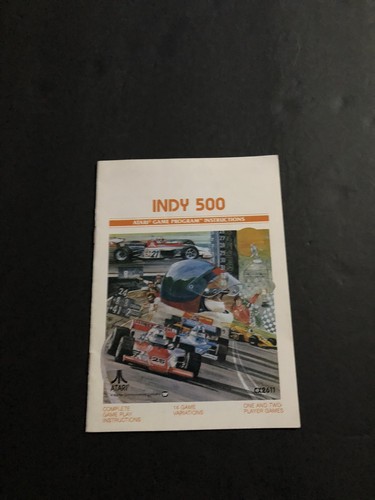 INDY 500
ATARI® GAME PROGRAM™ INSTRUCTIONS
ATARI®
CX2611
COMPLETE
GAME PLAY
INSTRUCTIONS
14 GAME
VARIATIONS
ONE AND TWO
PLAYER GAMES